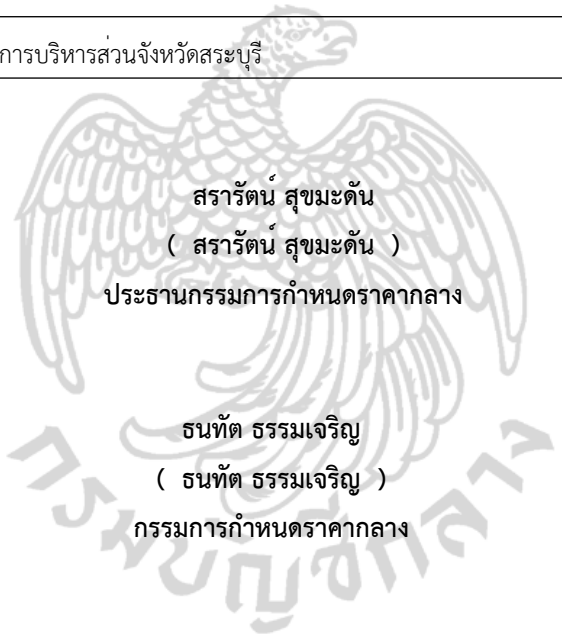 การบริหารส่วนจังหวัดสระบุรี
สรารัตน์ สุขมะดัน
( สรารัตน์ สุขมะดัน )
ประธานกรรมการกำหนดราคากลาง
ธนทัต ธรรมเจริญ
( ธนทัต ธรรมเจริญ )
กรรมการกำหนดราคากลาง
กรมบัญชีกลาง